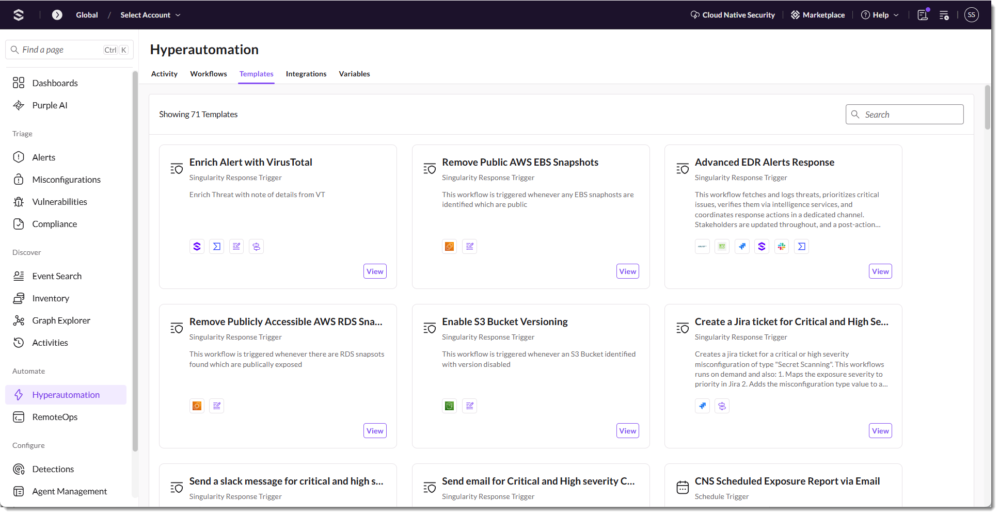 Global / Select Account
Cloud Native Security
Marketplace
Help
SS
Find a page
Ctrl K
Dashboards
Purple AI
Triage
Alerts
Misconfigurations
Vulnerabilities
Compliance
Discover
Event Search
Inventory
Graph Explorer
Activities
Automate
Hyperautomation
RemoteOps
Configure
Detections
Agent Management
Hyperautomation
Activity
Workflows
Templates
Integrations
Variables
Showing 71 Templates
Search
Enrich Alert with VirusTotal
Singularity Response Trigger
Enrich Threat with note of details from VT
View
Remove Public AWS EBS Snapshots
Singularity Response Trigger
This workflow is triggered whenever any EBS snaphosts are
identified which are public
View
Advanced EDR Alerts Response
Singularity Response Trigger
This workflow fetches and logs threats, prioritizes critical
issues, verifies them via intelligence services, and
coordinates response actions in a dedicated channel.
Stakeholders are updated throughout, and a post-action...
View
Remove Publicly Accessible AWS RDS Sna...
Singularity Response Trigger
This workflow is triggered whenever there are RDS snapsots
found which are publically exposed
View
Enable S3 Bucket Versioning
Singularity Response Trigger
This workflow is triggered whenever an S3 Bucket identified
with version disabled
View
Create a Jira ticket for Critical and High Se...
Singularity Response Trigger
Creates a jira ticket for a critical or high severity
misconfiguration of type "Secret Scanning". This workflows
runs on demand and also: 1. Maps the exposure severity to
priority in Jira 2. Adds the misconfiguration type value to a...
View
Send a slack message for critical and high s...
Singularity Response Trigger
Send email for Critical and High severity C...
Singularity Response Trigger
CNS Scheduled Exposure Report via Email
Schedule Trigger